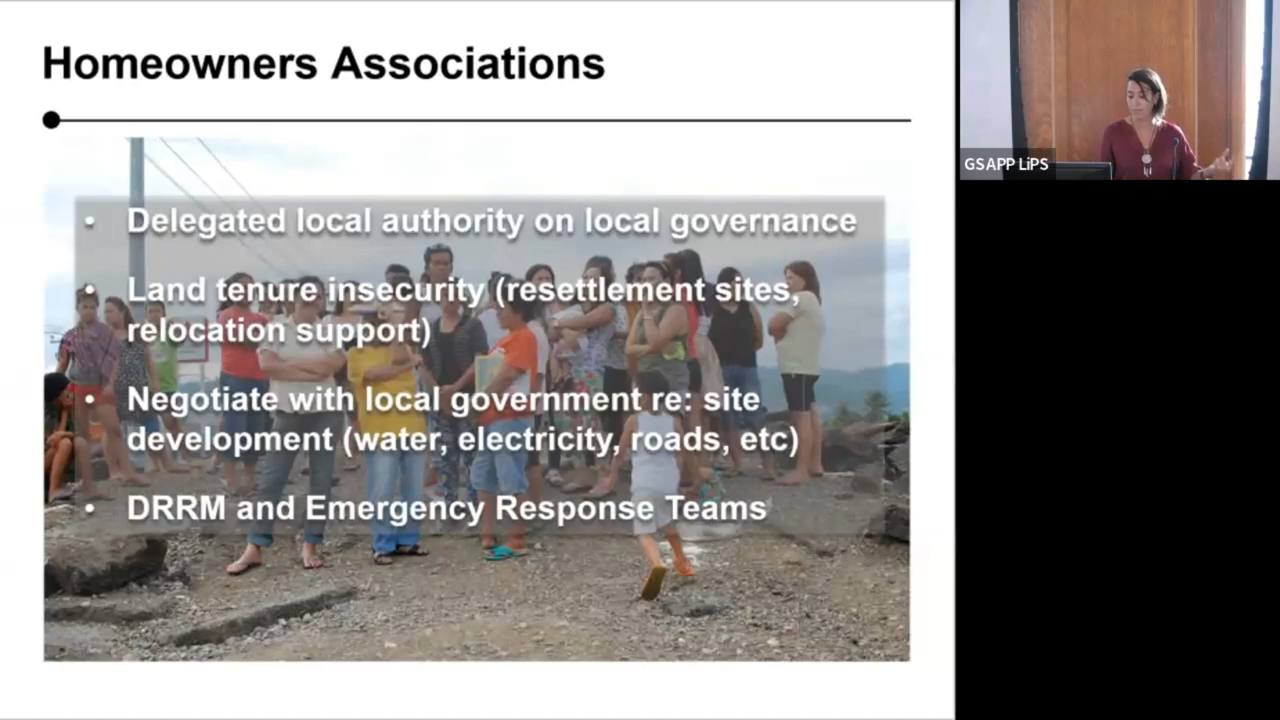 Homeowners Associations
• Delegated local authority on local governance
• Land tenure insecurity (resettlement sites,
relocation support)
• Negotiate with local government re: site
development (water, electricity, roads, etc)
• DRRM and Emergency Response Teams
GSAPP LiPS